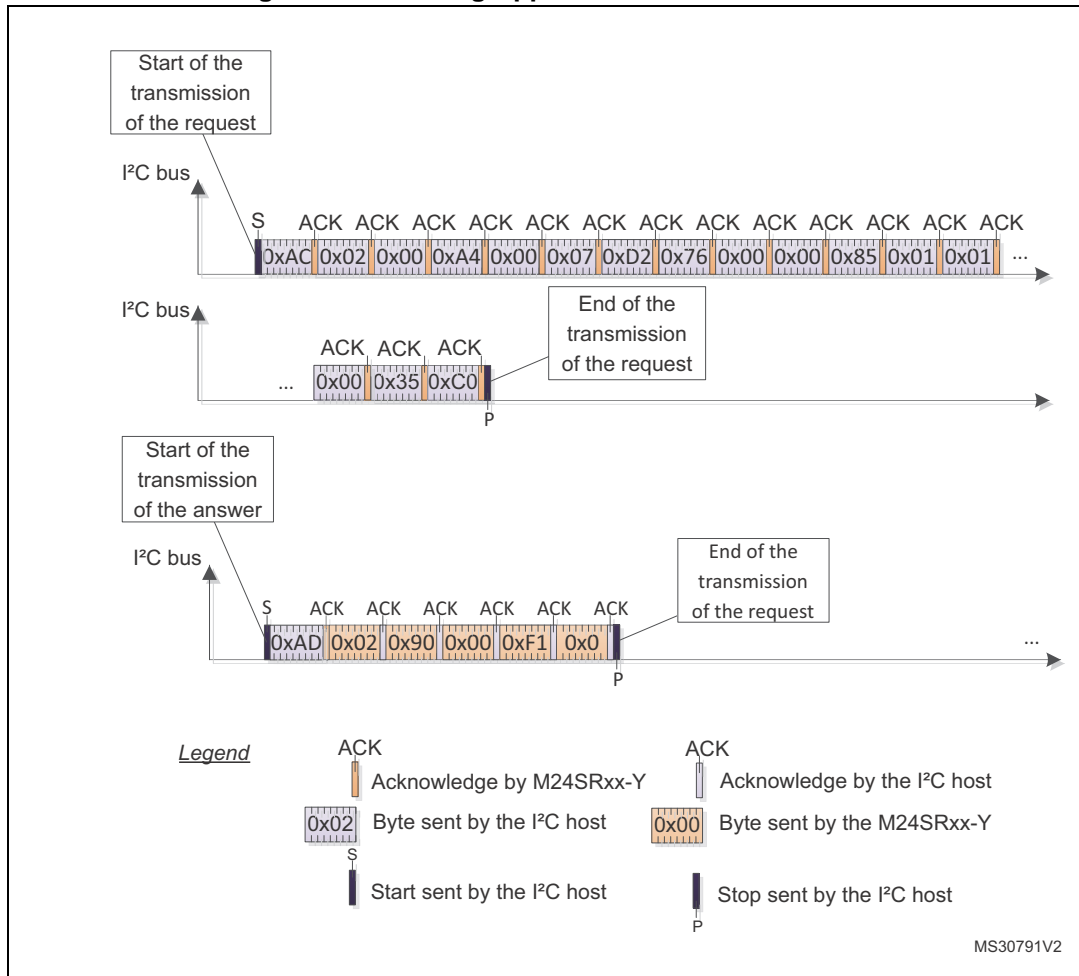 Start of the
transmission
of the request
I²C bus
S ACK ACK ACK ACK ACK ACK ACK ACK ACK ACK ACK ACK ACK
0xAC 0x02 0x00 0xA4 0x00 0x07 0xD2 0x76 0x00 0x00 0x85 0x01 0x01 ...
I²C bus
End of the
transmission
of the request
ACK ACK ACK
... 0x00 0x35 0xC0
P
Start of the
transmission
of the answer
I²C bus
End of the
transmission
of the request
S ACK ACK ACK ACK ACK ACK
0xAD 0x02 0x90 0x00 0xF1 0x0 ...
P
Legend
ACK ACK
Acknowledge by M24SRxx-Y Acknowledge by the I²C host
0x02 Byte sent by the I²C host 0x00 Byte sent by the M24SRxx-Y
S
Start sent by the I²C host Stop sent by the I²C host
P
MS30791V2